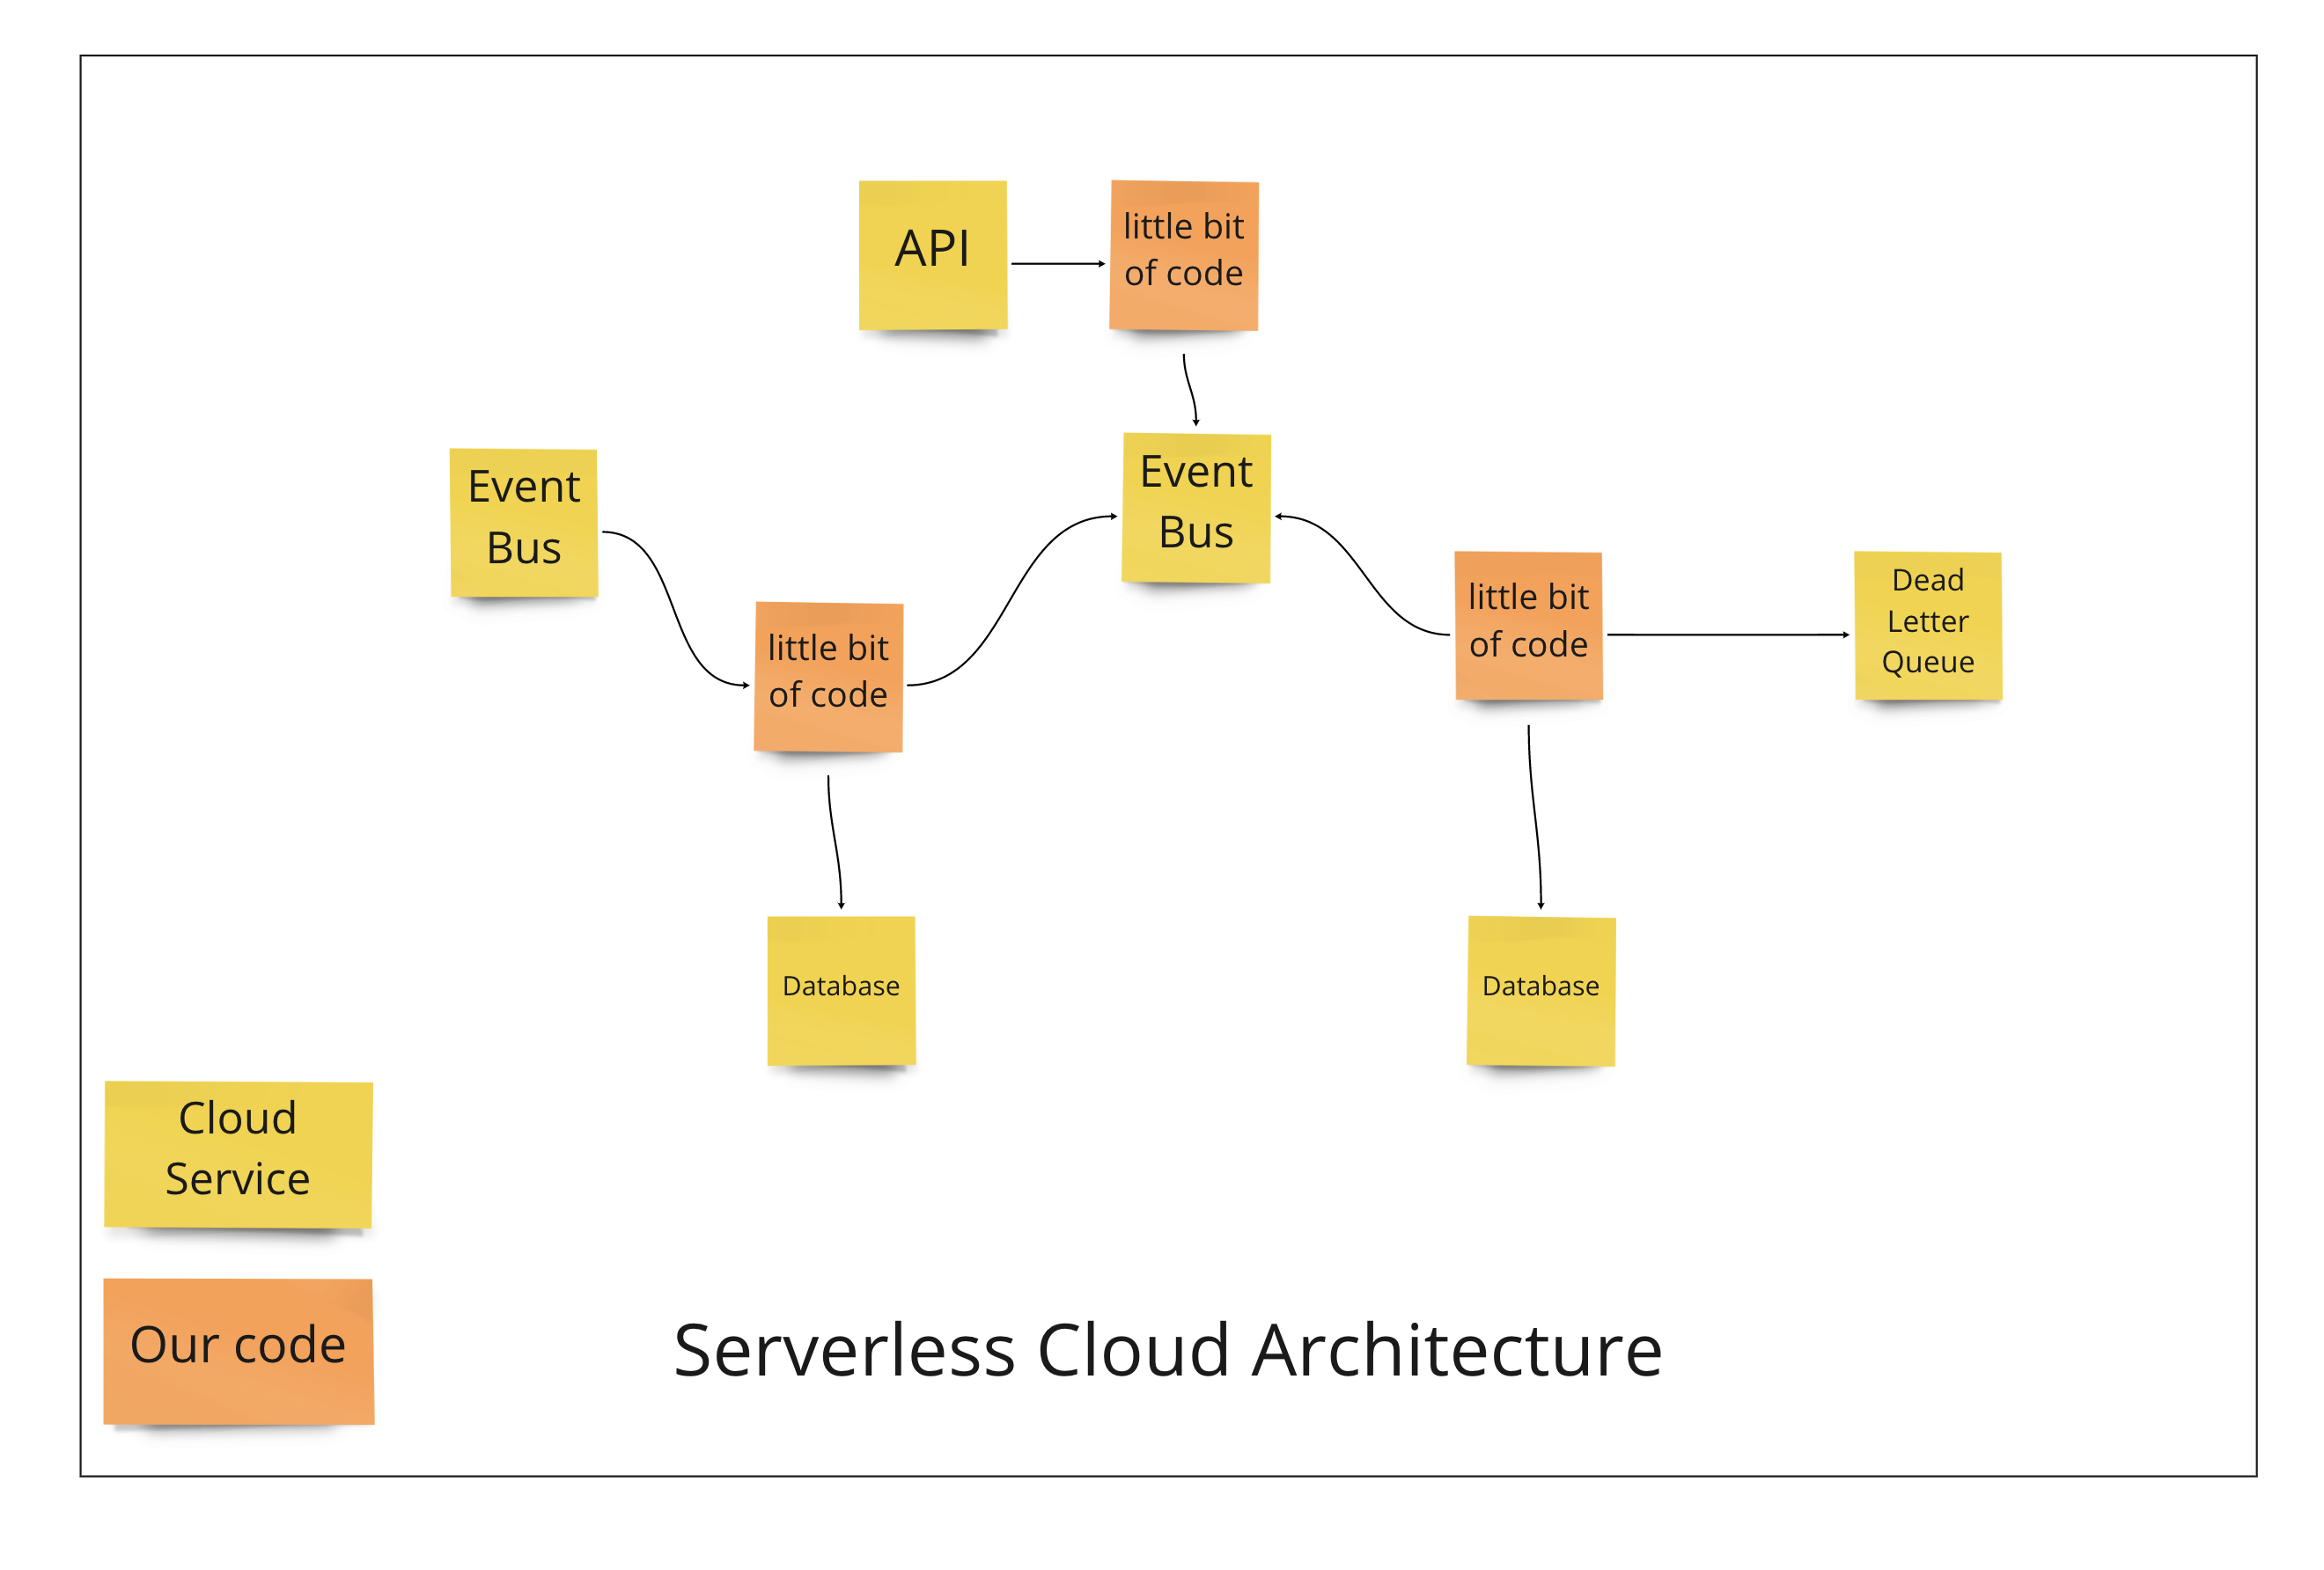 API
little bit
of code
Event
Bus
Event
Bus
little bit
of code
little bit
of code
Dead
Letter
Queue
Database
Database
Cloud
Service
Our code
Serverless Cloud Architecture